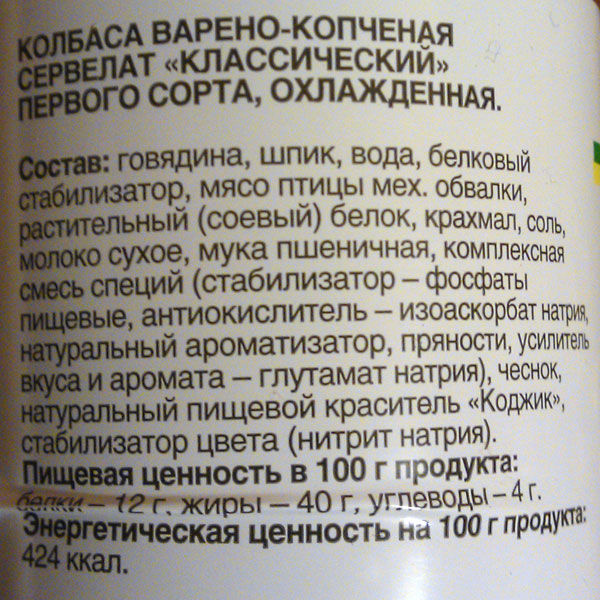 КОЛБАСА ВАРЕНО-КОПЧЕНАЯ
СЕРВЕЛАТ «КЛАССИЧЕСКИЙ»
ПЕРВОГО СОРТА, ОХЛАЖДЕННАЯ.
Состав: говядина, шпик, вода, белковый
стабилизатор, мясо птицы мех. обвалки,
растительный (соевый) белок, крахмал, соль,
молоко сухое, мука пшеничная, комплексная
смесь специй (стабилизатор – фосфаты
пищевые, антиокислитель – изоаскорбат натрия,
натуральный ароматизатор, пряности, усилитель
вкуса и аромата – глутамат натрия), чеснок,
натуральный пищевой краситель «Коджик»,
стабилизатор цвета (нитрит натрия).
Пищевая ценность в 100 г продукта:
белки – 12 г, жиры – 40 г, углеводы – 4 г.
Энергетическая ценность на 100 г продукта:
424 ккал.